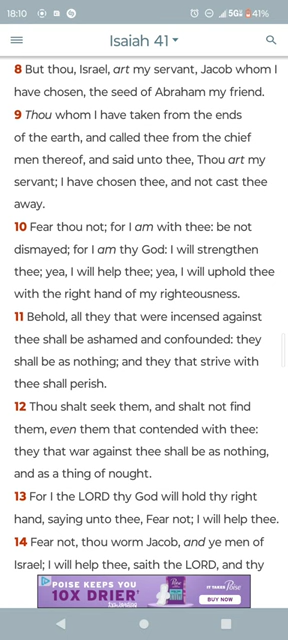 18:10
5G
41%
Isaiah 41
8 But thou, Israel, art my servant, Jacob whom I
have chosen, the seed of Abraham my friend.
9 Thou whom I have taken from the ends
of the earth, and called thee from the chief
men thereof, and said unto thee, Thou art my
servant; I have chosen thee, and not cast thee
away.
10 Fear thou not; for I am with thee: be not
dismayed; for I am thy God: I will strengthen
thee; yea, I will help thee; yea, I will uphold thee
with the right hand of my righteousness.
11 Behold, all they that were incensed against
thee shall be ashamed and confounded: they
shall be as nothing; and they that strive with
thee shall perish.
12 Thou shalt seek them, and shalt not find
them, even them that contended with thee:
they that war against thee shall be as nothing,
and as a thing of nought.
13 For I the LORD thy God will hold thy right
hand, saying unto thee, Fear not; I will help thee.
14 Fear not, thou worm Jacob, and ye men of
Israel; I will help thee, saith the LORD, and thy
POISE KEEPS YOU
10X DRIER
IT TAKES Poise
BUY NOW